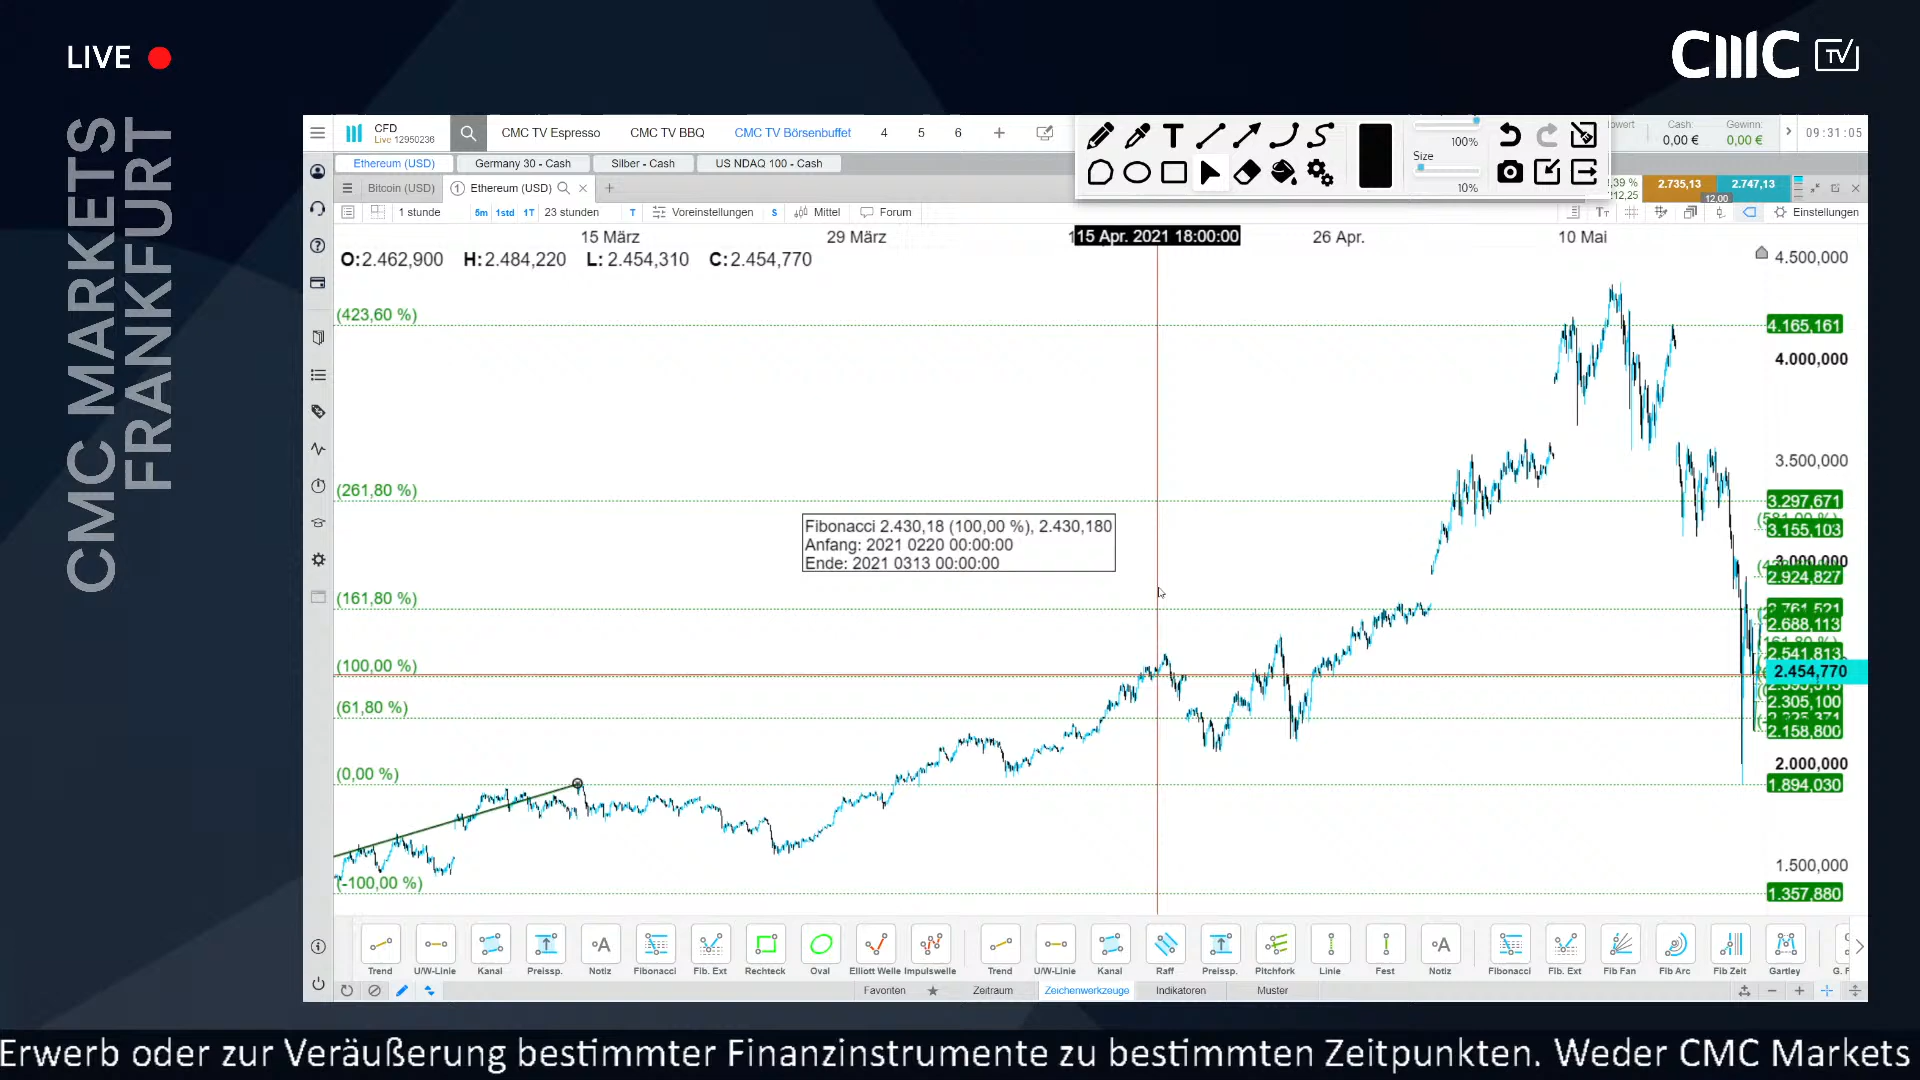 LIVE
CMC TV
CMC MARKETS
FRANKFURT
CFD
Live 12950236
CMC TV Espresso
CMC TV BBQ
CMC TV Börsenbuffet
4
5
6
100%
Size
10%
Cash:
0,00 €
Gewinn:
0,00 €
09:31:05
Ethereum (USD)
Germany 30 - Cash
Silber - Cash
US NDAQ 100 - Cash
Bitcoin (USD)
1 Ethereum (USD)
2.735,13
2.747,13
12,00
1 stunde
5m
1std
1T
23 stunden
T
Voreinstellungen
S
Mittel
Forum
Einstellungen
15 März
29 März
15 Apr. 2021 18:00:00
26 Apr.
10 Mai
O:2.462,900 H:2.484,220 L:2.454,310 C:2.454,770
4.500,000
(423,60 %)
4.165,161
4.000,000
3.500,000
(261,80 %)
3.297,671
3.155,103
Fibonacci 2.430,18 (100,00 %), 2.430,180
Anfang: 2021 0220 00:00:00
Ende: 2021 0313 00:00:00
3.000,000
2.924,827
(161,80 %)
2.761,521
2.688,113
2.541,813
(100,00 %)
2.454,770
2.305,100
(61,80 %)
2.158,800
2.000,000
(0,00 %)
1.894,030
1.500,000
(-100,00 %)
1.357,880
Trend
U/W-Linie
Kanal
Preissp.
Notiz
Fibonacci
Fib. Ext
Rechteck
Oval
Elliott Welle
Impulswelle
Trend
U/W-Linie
Kanal
Raff
Preissp.
Pitchfork
Linie
Fest
Notiz
Fibonacci
Fib. Ext
Fib Fan
Fib Arc
Fib Zeit
Gartley
Favoriten
Zeitraum
Zeichenwerkzeuge
Indikatoren
Muster
Erwerb oder zur Veräußerung bestimmter Finanzinstrumente zu bestimmten Zeitpunkten. Weder CMC Markets